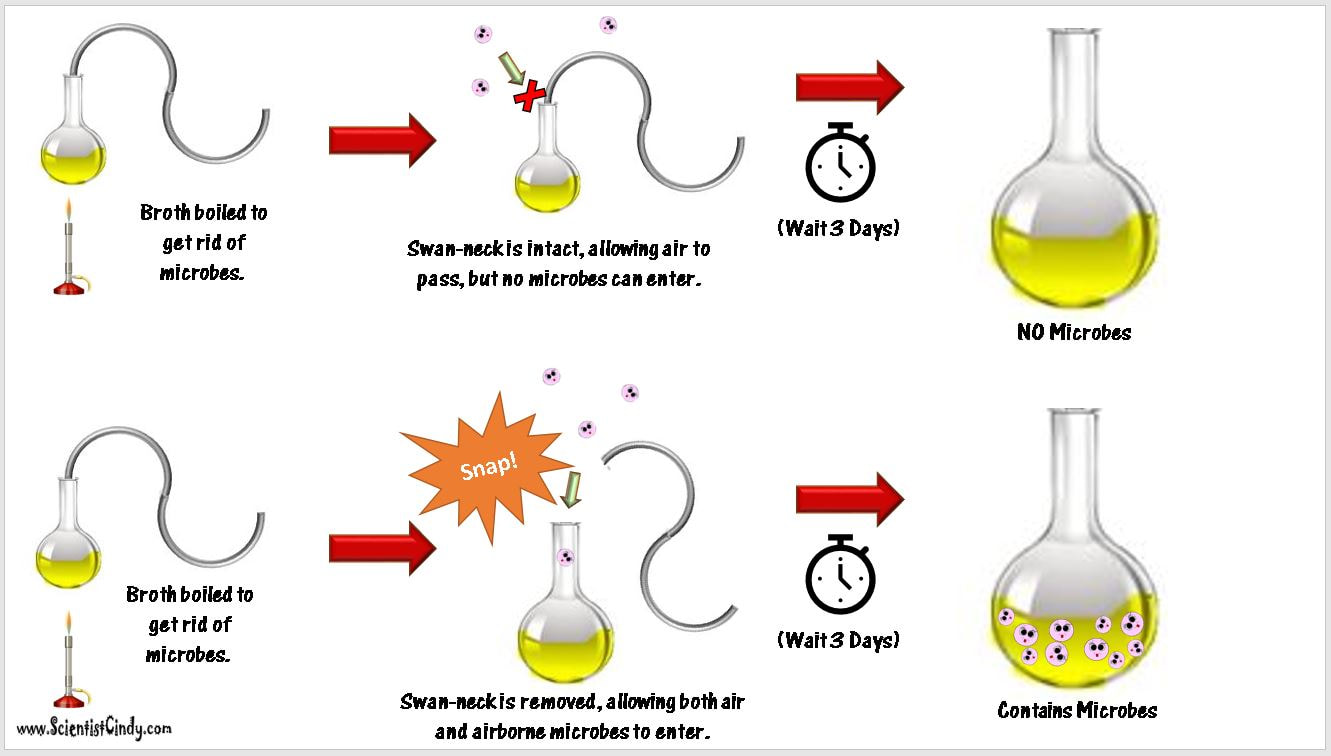 Broth boiled to
get rid of
microbes.
Swan-neck is intact, allowing air to
pass, but no microbes can enter.
(Wait 3 Days)
NO Microbes
Broth boiled to
get rid of
microbes.
Snap!
Swan-neck is removed, allowing both air
and airborne microbes to enter.
(Wait 3 Days)
Contains Microbes
www.ScientistCindy.com